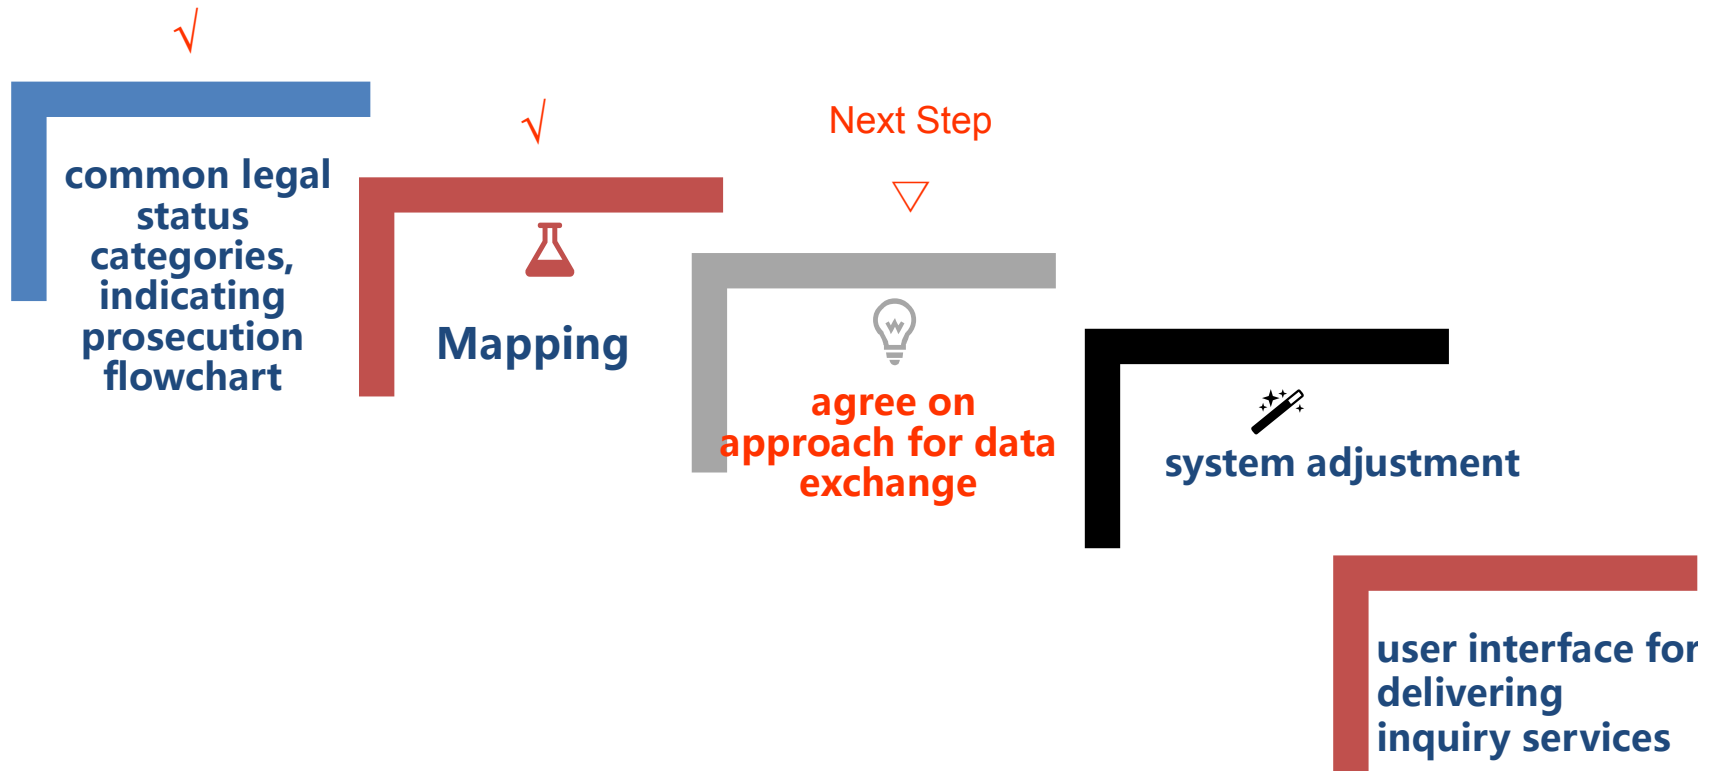 √
common legal
status
categories,
indicating
prosecution
flowchart
√
Mapping
Next Step
agree on
approach for data
exchange
system adjustment
user interface for
delivering
inquiry services